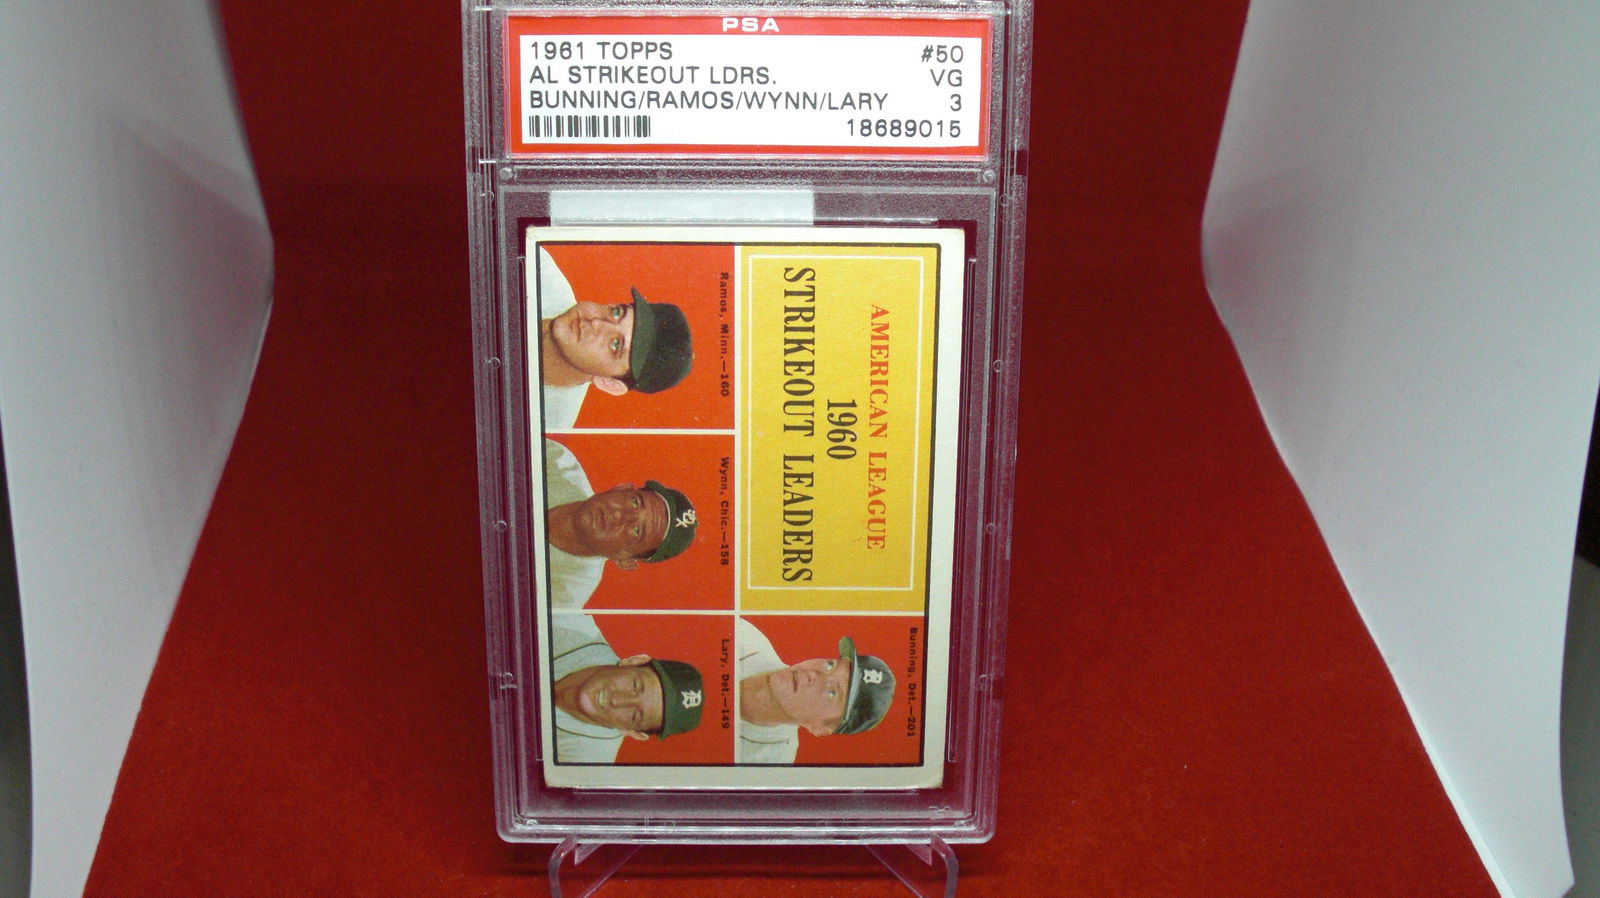 PSA
1961 TOPPS #50
AL STRIKEOUT LDRS. VG
BUNNING/RAMOS/WYNN/LARY 3
18689015
AMERICAN LEAGUE
1960
STRIKEOUT LEADERS
Bunning, Det.—201
Ramos, Minn.—160
Wynn, Chic.—158
Lary, Det.—149